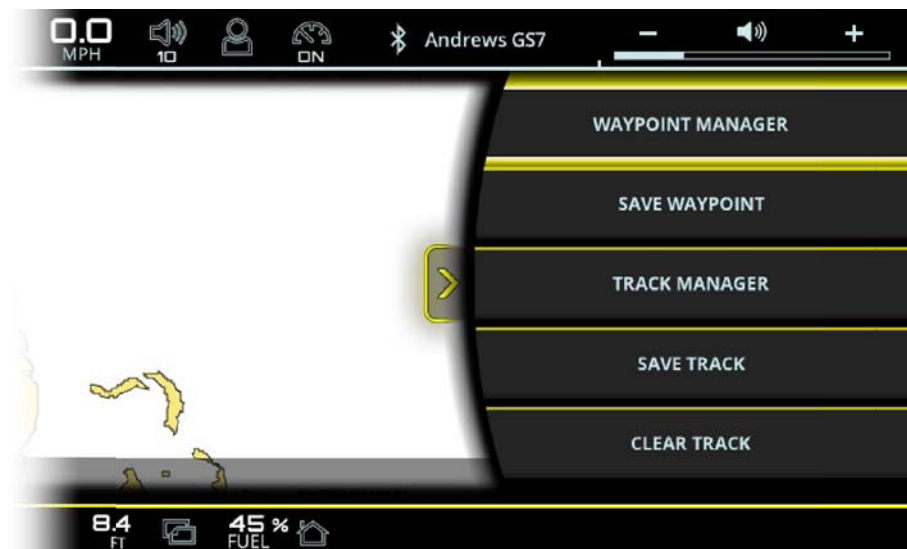 0.0
MPH
10
ON
Andrews GS7
− +
WAYPOINT MANAGER
SAVE WAYPOINT
TRACK MANAGER
SAVE TRACK
CLEAR TRACK
8.4
FT
45 %
FUEL